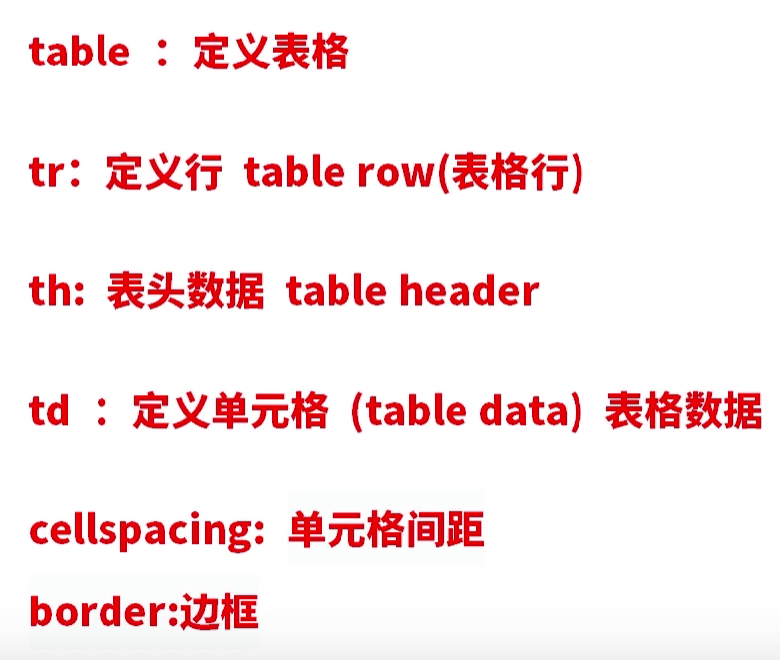 table ：定义表格
tr：定义行 table row(表格行)
th: 表头数据 table header
td ：定义单元格 (table data) 表格数据
cellspacing: 单元格间距
border:边框